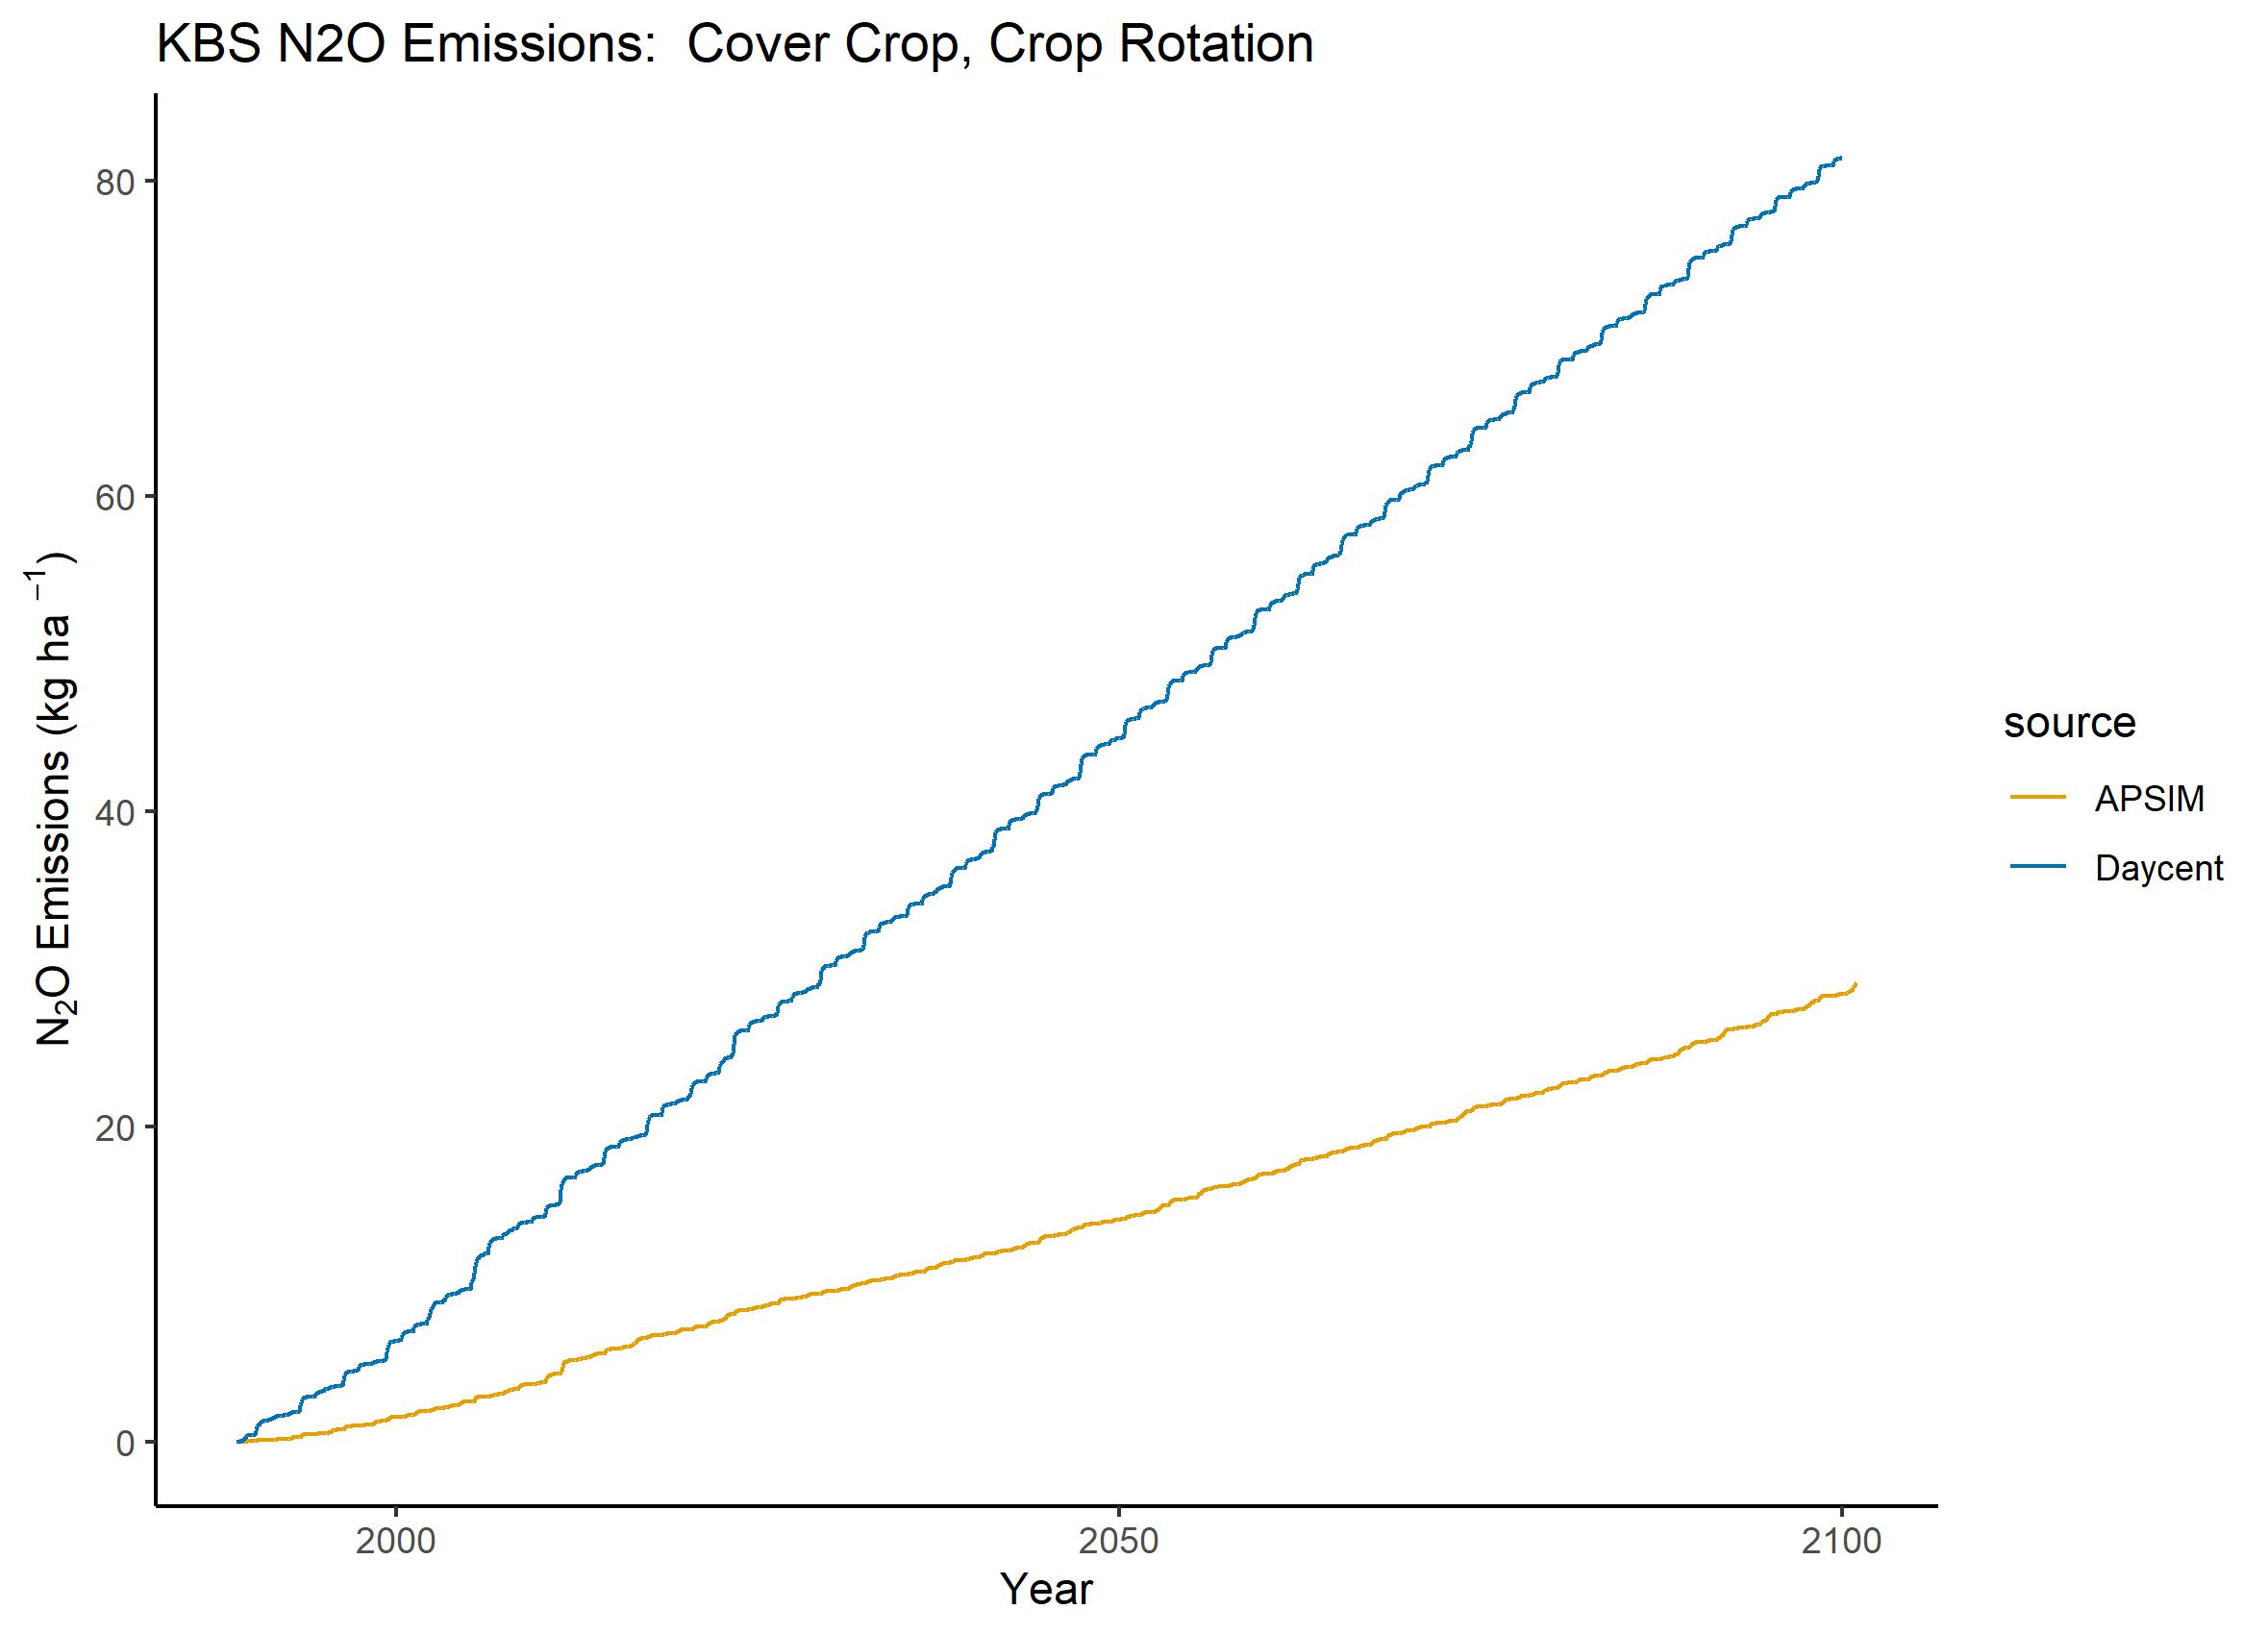 KBS N2O Emissions:  Cover Crop, Crop Rotation
N₂O Emissions (kg ha ⁻¹)
80
60
40
20
0
2000
2050
2100
Year
source
APSIM
Daycent